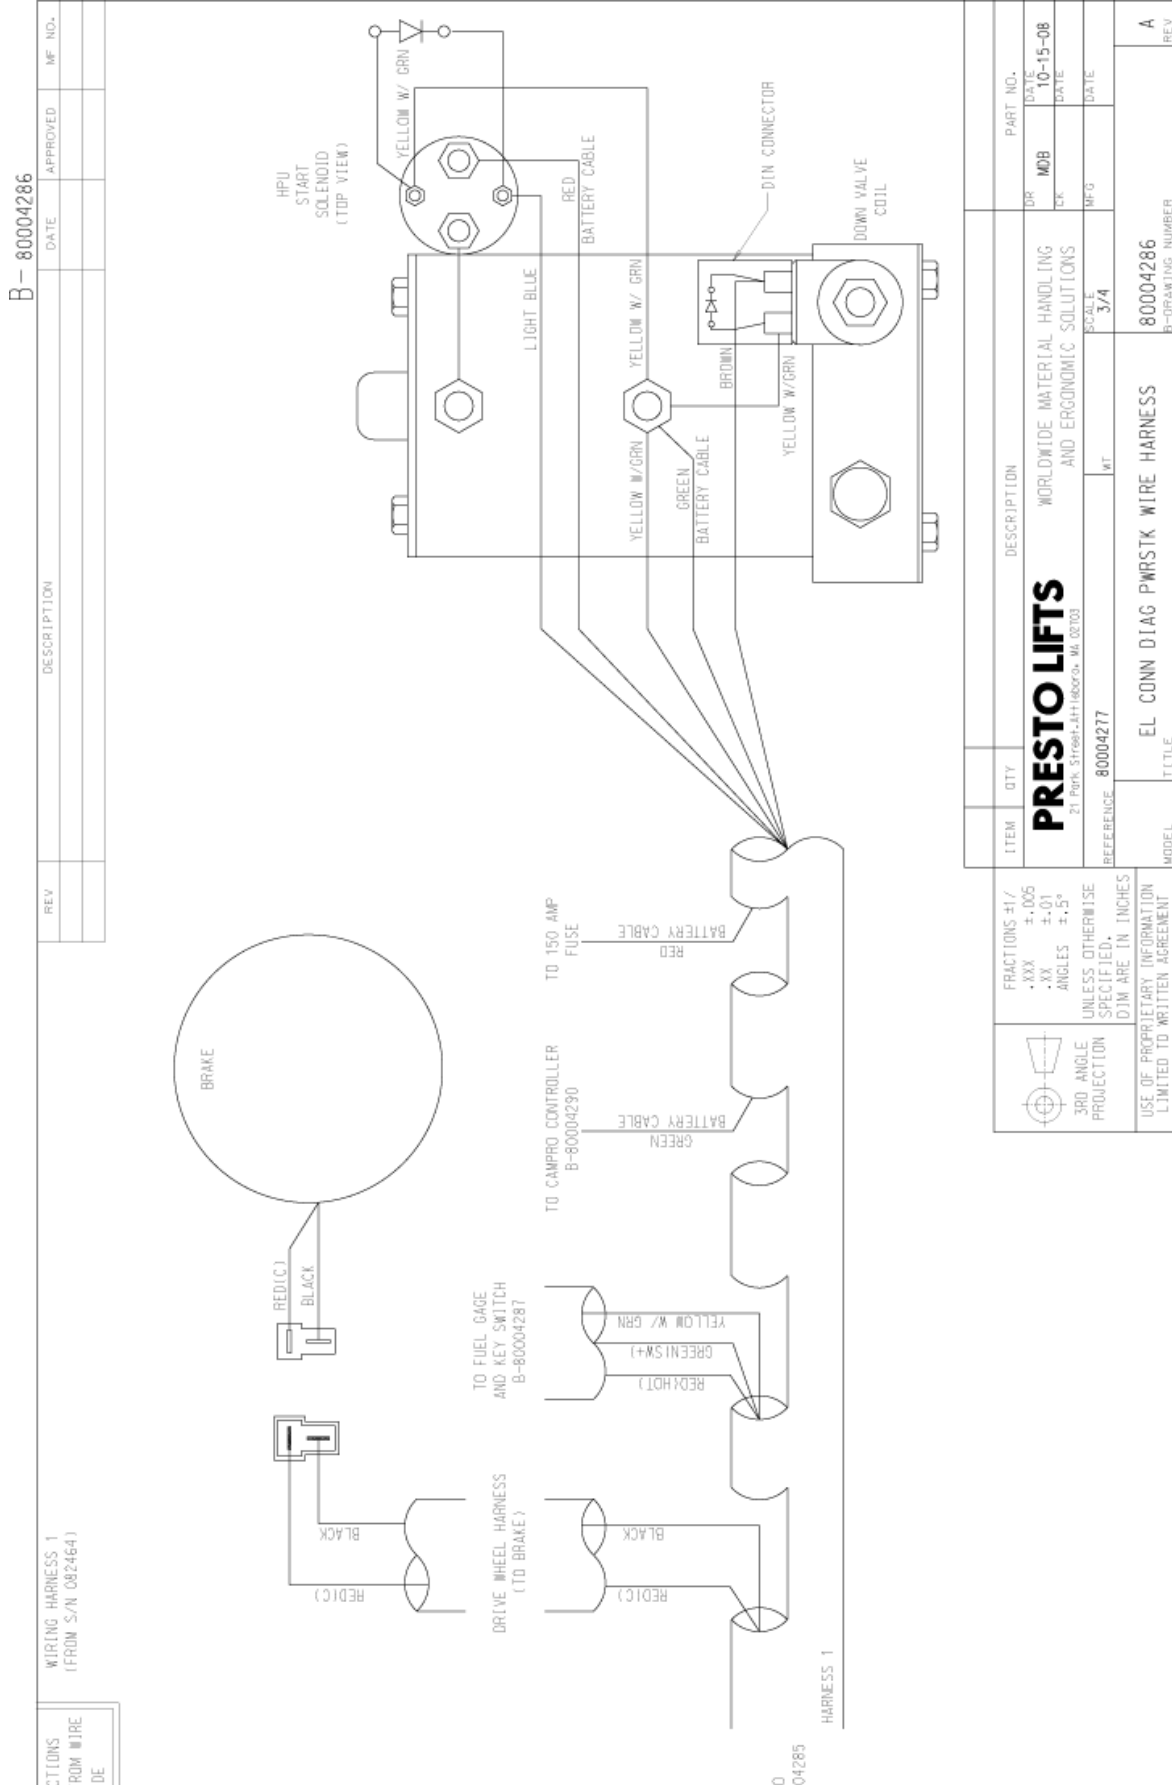 B- 80004286
REV
DESCRIPTION
DATE
APPROVED
MF NO.
WIRING HARNESS 1
(FROM S/N 082464)
CTIONS
ROM WIRE
DE
BRAKE
RED(C)
BLACK
BLACK
RED(C)
DRIVE WHEEL HARNESS
(TO BRAKE)
BLACK
RED(C)
TO FUEL GAGE
AND KEY SWITCH
B-80004287
YELLOW W/ GRN
GREEN(SW+)
RED(HOT)
TO CAMPRO CONTROLLER
B-80004290
GREEN
BATTERY CABLE
TO 150 AMP
FUSE
RED
BATTERY CABLE
HARNESS 1
O
04285
HPU
START
SOLENOID
(TOP VIEW)
YELLOW W/ GRN
LIGHT BLUE
RED
BATTERY CABLE
YELLOW W/ GRN
YELLOW W/GRN
GREEN
BATTERY CABLE
BROWN
YELLOW W/GRN
DIN CONNECTOR
DOWN VALVE
COIL
FRACTIONS ±1/
.XXX ±.005
.XX ±.01
ANGLES ±.5°
UNLESS OTHERWISE
SPECIFIED.
DIM ARE IN INCHES
3RD ANGLE
PROJECTION
USE OF PROPRIETARY INFORMATION
LIMITED TO WRITTEN AGREEMENT
ITEM
QTY
DESCRIPTION
PART NO.
PRESTO LIFTS
21 Park Street, Attleboro, MA 02703
WORLDWIDE MATERIAL HANDLING
AND ERGONOMIC SOLUTIONS
DR
MDB
DATE
10-15-08
CK
DATE
MFG
DATE
REFERENCE
80004277
WT
SCALE
3/4
MODEL
TITLE
EL CONN DIAG PWRSTK WIRE HARNESS
80004286
B-DRAWING NUMBER
A
REV